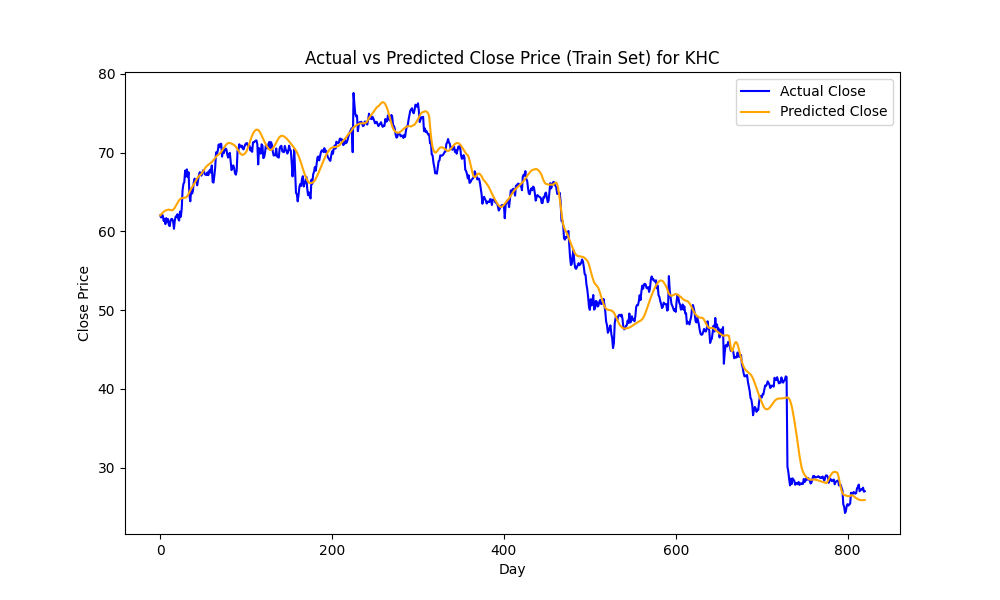 Actual vs Predicted Close Price (Train Set) for KHC
Actual Close
Predicted Close
Close Price
80
70
60
50
40
30
0 200 400 600 800
Day